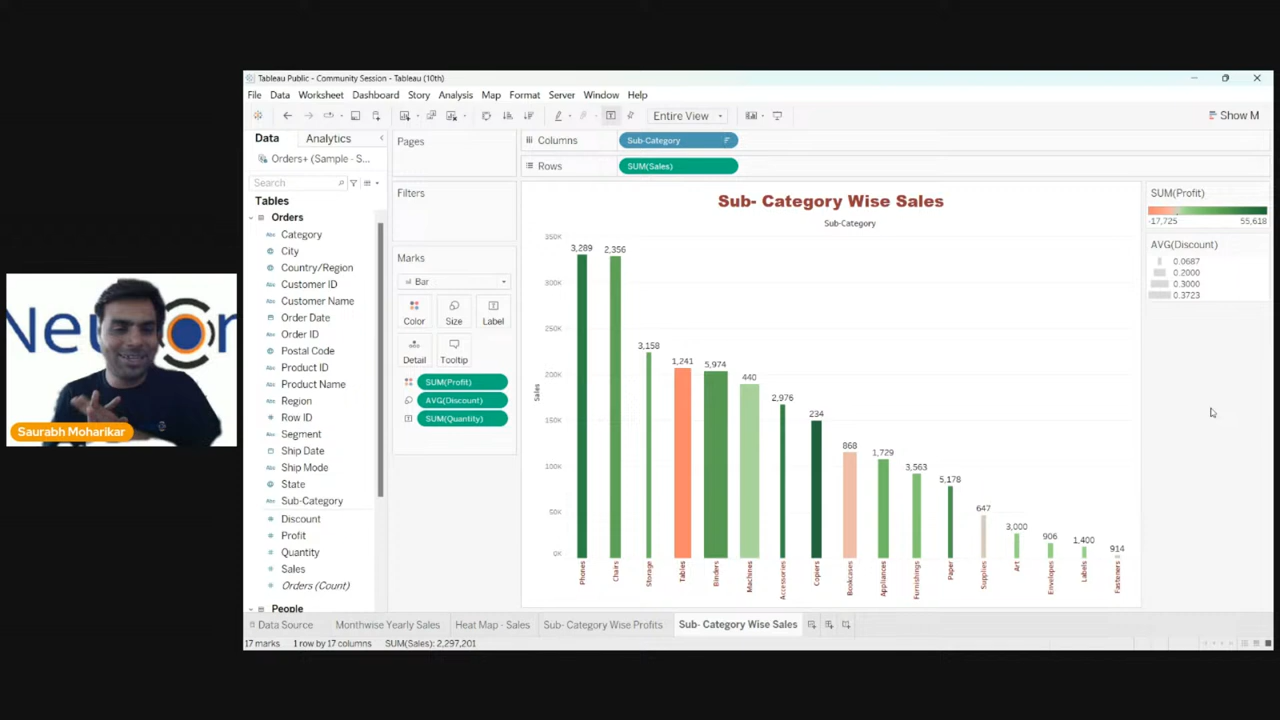 Tableau Public - Community Session - Tableau (10th)
File Data Worksheet Dashboard Story Analysis Map Format Server Window Help
Entire View
Show M
Data Analytics
Orders+ (Sample - S...
Search
Tables
Orders
Category
City
Country/Region
Customer ID
Customer Name
Order Date
Order ID
Postal Code
Product ID
Product Name
Region
Row ID
Segment
Ship Date
Ship Mode
State
Sub-Category
Discount
Profit
Quantity
Sales
Orders (Count)
People
Pages
Filters
Marks
Bar
Color Size Label
Detail Tooltip
SUM(Profit)
AVG(Discount)
SUM(Quantity)
Columns Sub-Category
Rows SUM(Sales)
Sub- Category Wise Sales
Sub-Category
350K
300K
250K
200K
150K
100K
50K
0K
Sales
3,289 2,356 3,158 1,241 5,974 440 2,976 234 868 1,729 3,563 5,178 647 3,000 906 1,400 914
Phones Chairs Storage Tables Binders Machines Accessories Copiers Bookcases Appliances Furnishings Paper Supplies Art Envelopes Labels Fasteners
SUM(Profit)
-17,725 55,618
AVG(Discount)
0.0687
0.2000
0.3000
0.3723
Data Source Monthwise Yearly Sales Heat Map - Sales Sub- Category Wise Profits Sub- Category Wise Sales
17 marks 1 row by 17 columns SUM(Sales): 2,297,201
Neu n
Saurabh Moharikar